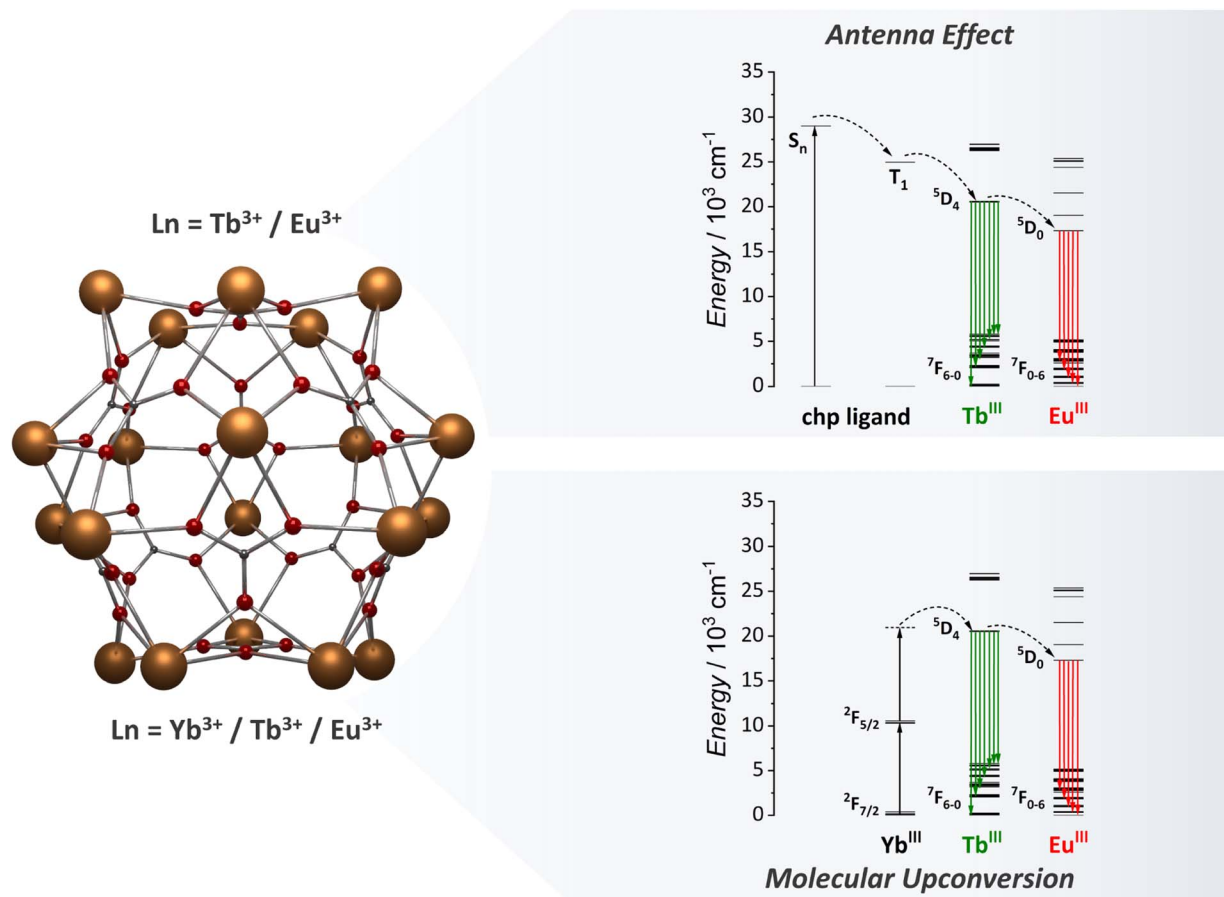 Antenna Effect
Ln = Tb³⁺ / Eu³⁺
Energy / 10³ cm⁻¹
35
30
25
20
15
10
5
0
Sₙ
T₁
⁵D₄
⁵D₀
⁷F₆₋₀
⁷F₀₋₆
chp ligand
Tbᴵᴵᴵ
Euᴵᴵᴵ
Ln = Yb³⁺ / Tb³⁺ / Eu³⁺
Energy / 10³ cm⁻¹
35
30
25
20
15
10
5
0
⁵D₄
⁵D₀
²F₅/₂
²F₇/₂
⁷F₆₋₀
⁷F₀₋₆
Ybᴵᴵᴵ
Tbᴵᴵᴵ
Euᴵᴵᴵ
Molecular Upconversion